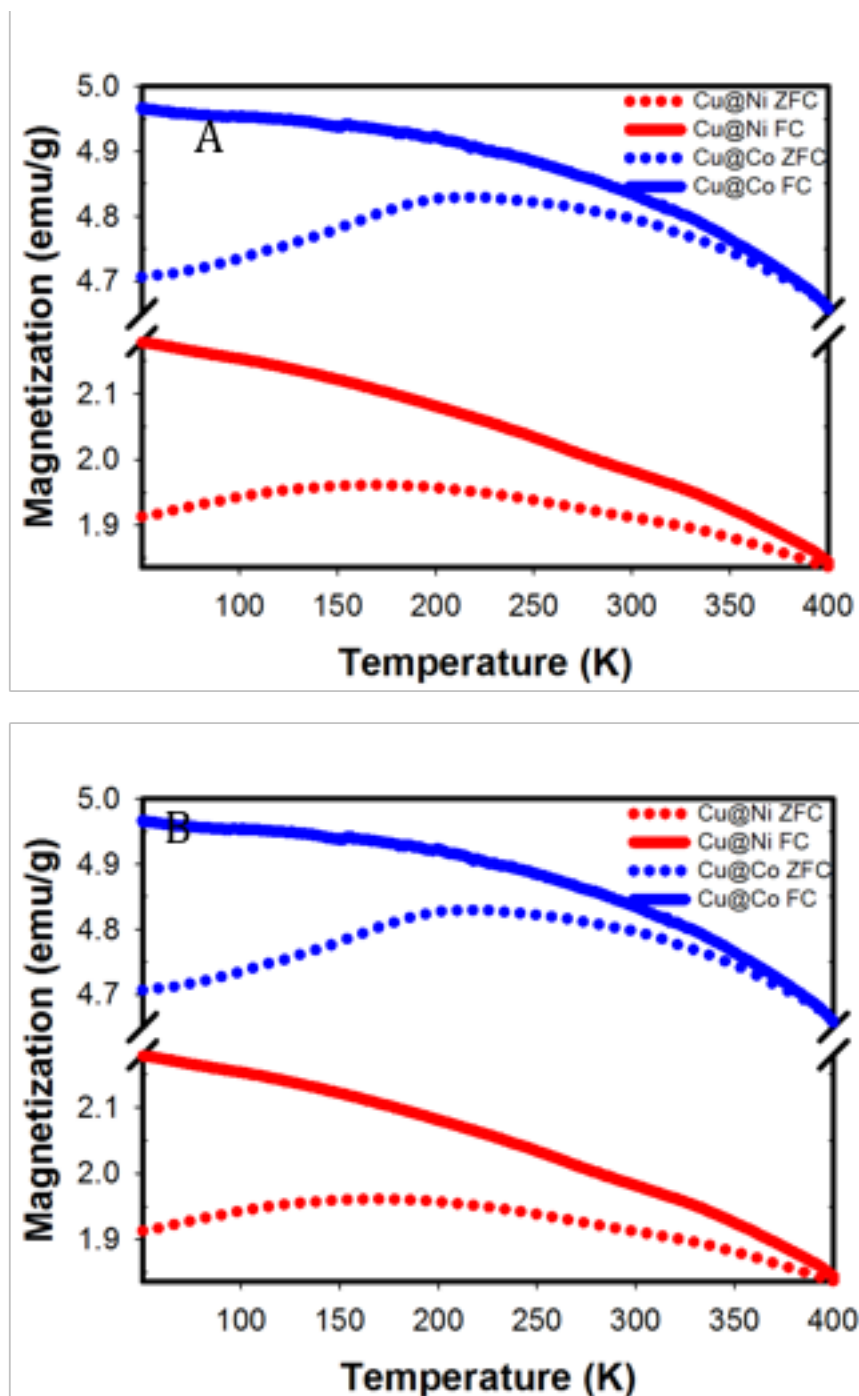 5.0
Cu@Ni ZFC
Cu@Ni FC
Cu@Co ZFC
Cu@Co FC
A
4.9
4.8
4.7
2.1
2.0
1.9
Magnetization (emu/g)
100 150 200 250 300 350 400
Temperature (K)
5.0
Cu@Ni ZFC
Cu@Ni FC
Cu@Co ZFC
Cu@Co FC
B
4.9
4.8
4.7
2.1
2.0
1.9
Magnetization (emu/g)
100 150 200 250 300 350 400
Temperature (K)